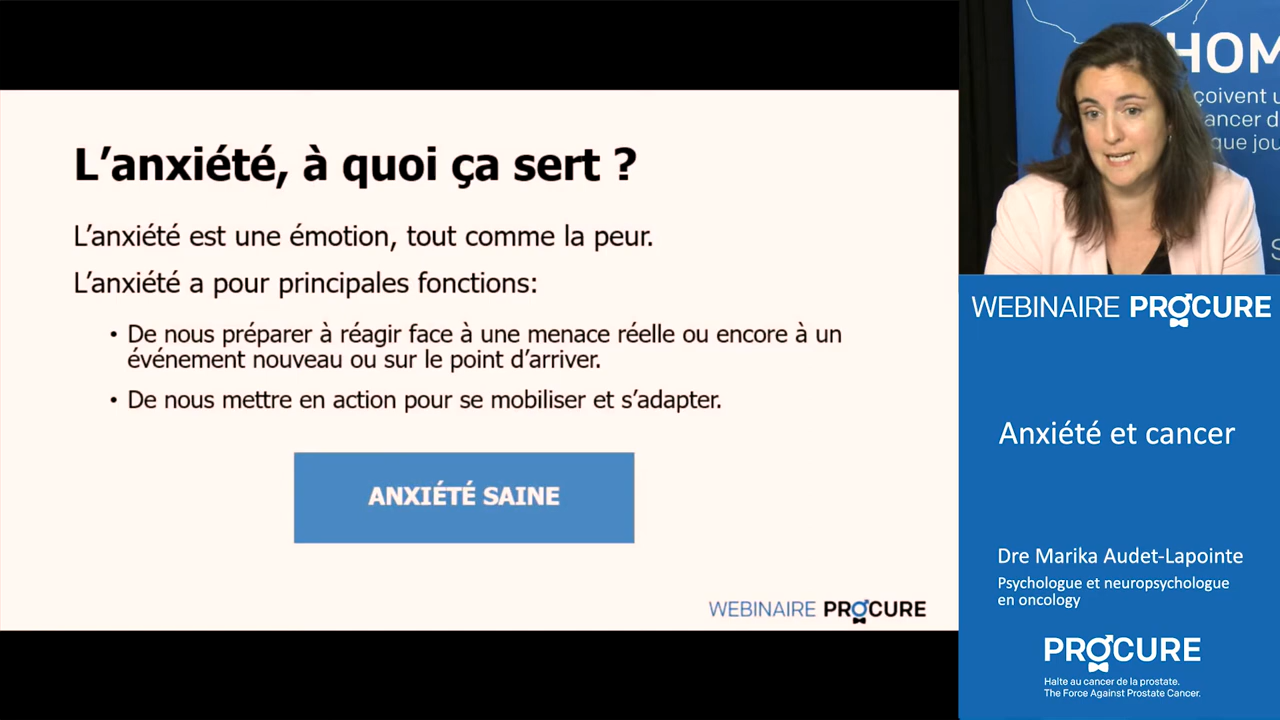 L'anxiété, à quoi ça sert ?
L'anxiété est une émotion, tout comme la peur.
L'anxiété a pour principales fonctions:
• De nous préparer à réagir face à une menace réelle ou encore à un
événement nouveau ou sur le point d'arriver.
• De nous mettre en action pour se mobiliser et s'adapter.
ANXIÉTÉ SAINE
WEBINAIRE PROCURE
HOM
çoivent u
ancer d
que jou
S
WEBINAIRE PROCURE
Anxiété et cancer
Dre Marika Audet-Lapointe
Psychologue et neuropsychologue
en oncology
PROCURE
Halte au cancer de la prostate.
The Force Against Prostate Cancer.